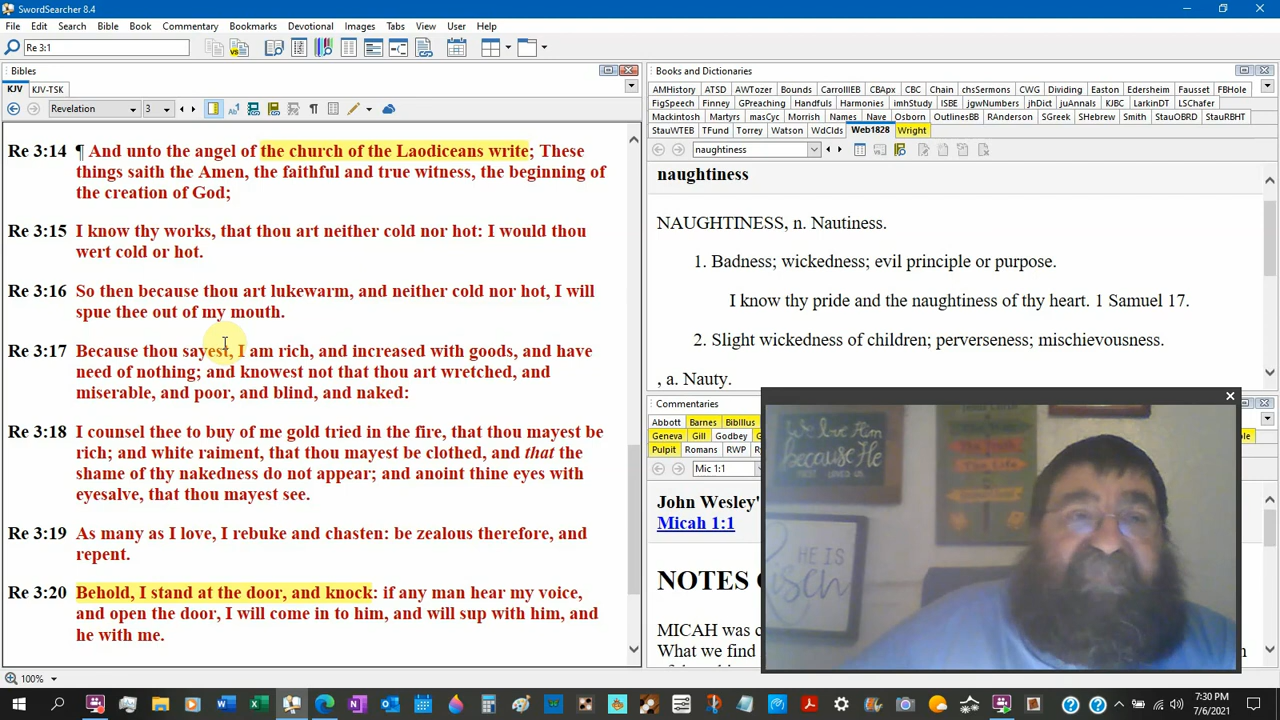 SwordSearcher 8.4
File Edit Search Bible Book Commentary Bookmarks Devotional Images Tabs View User Help
Re 3:1
Bibles
KJV KJV-TSK
Revelation 3
Re 3:14 ¶ And unto the angel of the church of the Laodiceans write; These
things saith the Amen, the faithful and true witness, the beginning of
the creation of God;
Re 3:15 I know thy works, that thou art neither cold nor hot: I would thou
wert cold or hot.
Re 3:16 So then because thou art lukewarm, and neither cold nor hot, I will
spue thee out of my mouth.
Re 3:17 Because thou sayest, I am rich, and increased with goods, and have
need of nothing; and knowest not that thou art wretched, and
miserable, and poor, and blind, and naked:
Re 3:18 I counsel thee to buy of me gold tried in the fire, that thou mayest be
rich; and white raiment, that thou mayest be clothed, and that the
shame of thy nakedness do not appear; and anoint thine eyes with
eyesalve, that thou mayest see.
Re 3:19 As many as I love, I rebuke and chasten: be zealous therefore, and
repent.
Re 3:20 Behold, I stand at the door, and knock: if any man hear my voice,
and open the door, I will come in to him, and will sup with him, and
he with me.
100%
Books and Dictionaries
AMHistory ATSD AWTozer Bounds CarrollIEB CBApx CBC Chain chsSermons CWG Dividing Easton Edersheim Fausset FBHole
FigSpeech Finney GPreaching Handfuls Harmonies imhStudy ISBE jgwNumbers jhDict juAnnals KJBC LarkinDT LSChafer
Mackintosh Martyrs masCyc Morrish Names Nave Osborn OutlinesBB RAnderson SGreek SHebrew Smith StauOBRD StauRBHT
StauWTEB TFund Torrey Watson WdClds Web1828 Wright
naughtiness
naughtiness
NAUGHTINESS, n. Nautiness.
1. Badness; wickedness; evil principle or purpose.
I know thy pride and the naughtiness of thy heart. 1 Samuel 17.
2. Slight wickedness of children; perverseness; mischievousness.
, a. Nauty.
Commentaries
Abbott Barnes BibIllus
Geneva Gill Godbey
Pulpit Romans RWP
Mic 1:1
John Wesley'
Micah 1:1
NOTES
MICAH was
What we find
We love Him
because He
FIRST LOVED US
HE IS
Risen
7:30 PM
7/6/2021